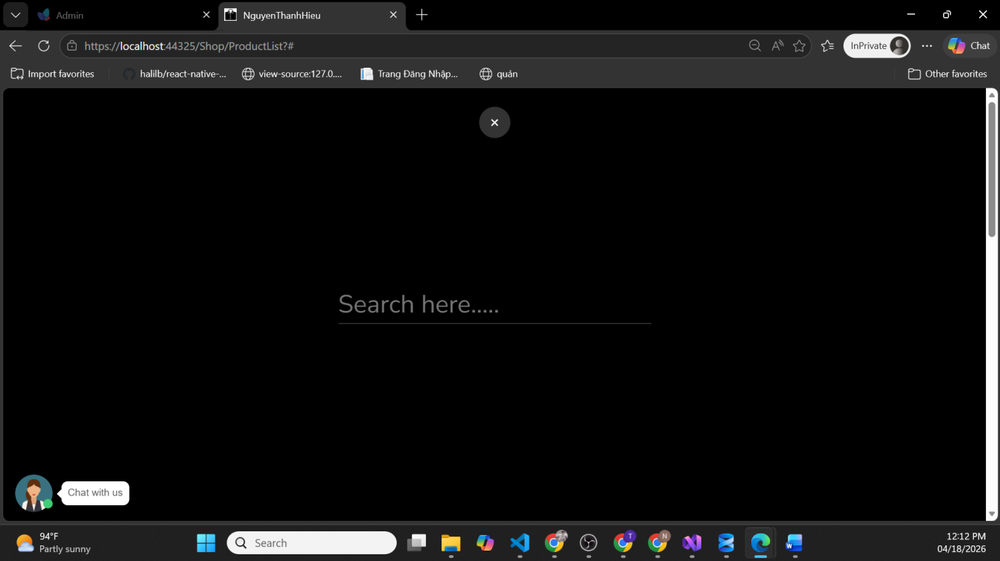 Admin
NguyenThanhHieu
https://localhost:44325/Shop/ProductList?#
InPrivate
Chat
Import favorites
halilb/react-native-...
view-source:127.0....
Trang Đăng Nhập...
quản
Other favorites
Search here.....
Chat with us
94°F
Partly sunny
Search
T
N
12:12 PM
04/18/2026